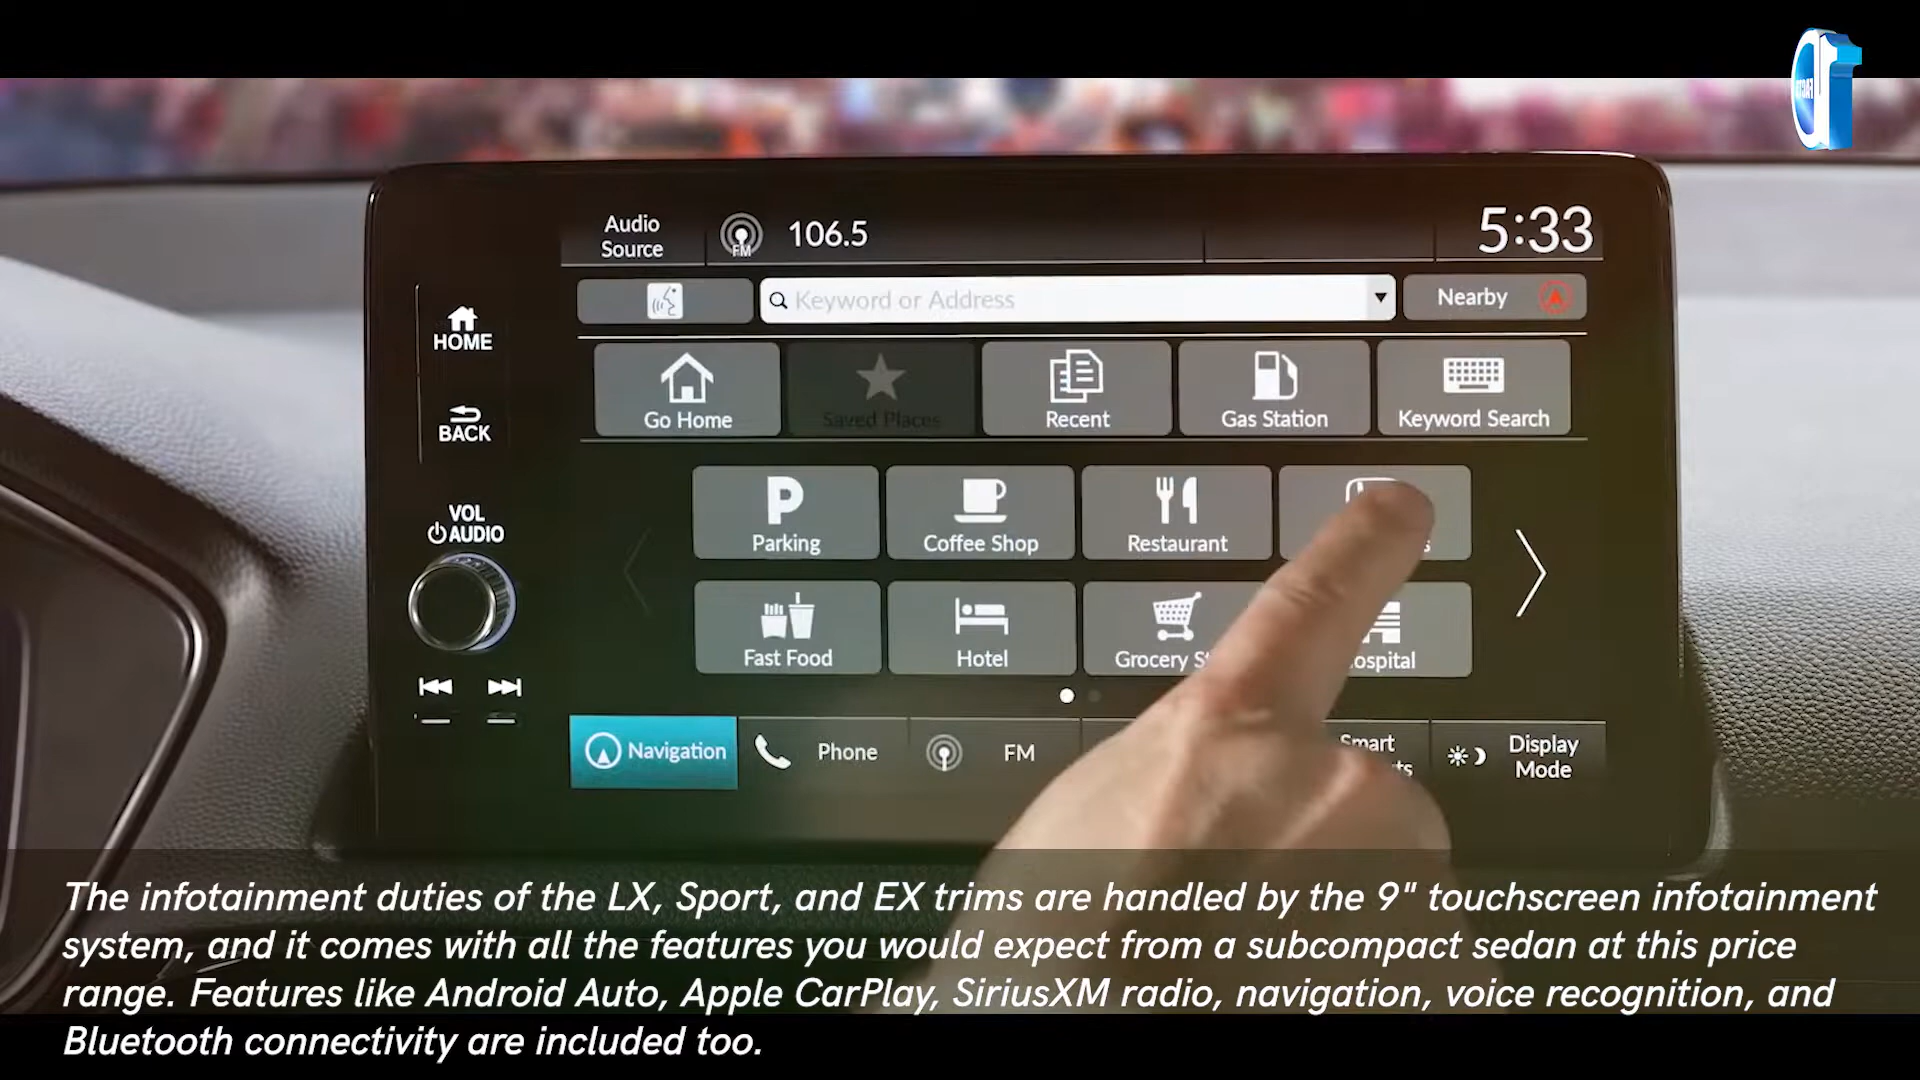 Audio
Source
FM
106.5
5:33
Keyword or Address
Nearby
HOME
Go Home
Saved Places
Recent
Gas Station
Keyword Search
BACK
VOL
AUDIO
Parking
Coffee Shop
Restaurant
Fast Food
Hotel
Grocery
Navigation
Phone
FM
Smart
Display
Mode
The infotainment duties of the LX, Sport, and EX trims are handled by the 9" touchscreen infotainment
system, and it comes with all the features you would expect from a subcompact sedan at this price
range. Features like Android Auto, Apple CarPlay, SiriusXM radio, navigation, voice recognition, and
Bluetooth connectivity are included too.